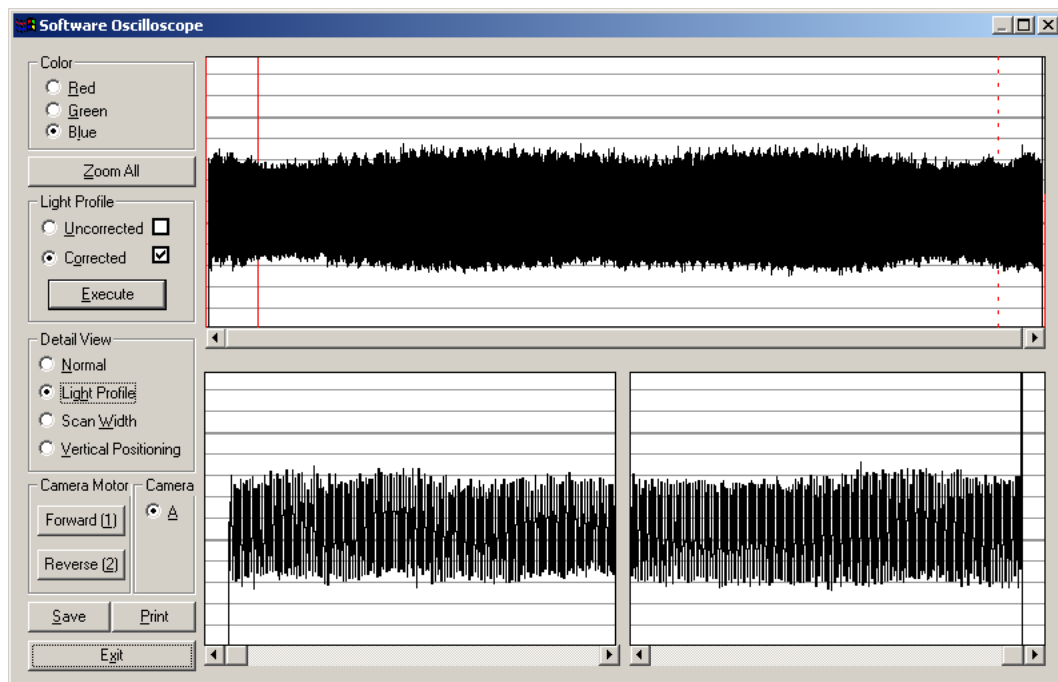 Software Oscilloscope
Color
Red
Green
Blue
Zoom All
Light Profile
Uncorrected
Corrected
Execute
Detail View
Normal
Light Profile
Scan Width
Vertical Positioning
Camera Motor
Camera
Forward (1)
A
Reverse (2)
Save
Print
Exit